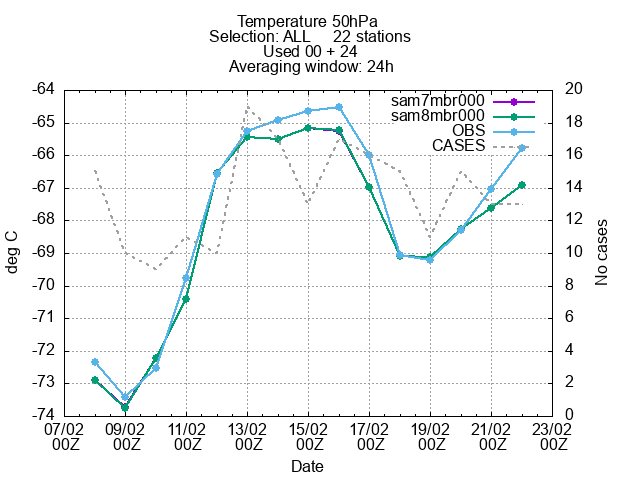 Temperature 50hPa
Selection: ALL 22 stations
Used 00 + 24
Averaging window: 24h
sam7mbr000
sam8mbr000
OBS
CASES
-64
-65
-66
-67
-68
-69
-70
-71
-72
-73
-74
deg C
20
18
16
14
12
10
8
6
4
2
0
No cases
07/02 09/02 11/02 13/02 15/02 17/02 19/02 21/02 23/02
00Z 00Z 00Z 00Z 00Z 00Z 00Z 00Z 00Z
Date